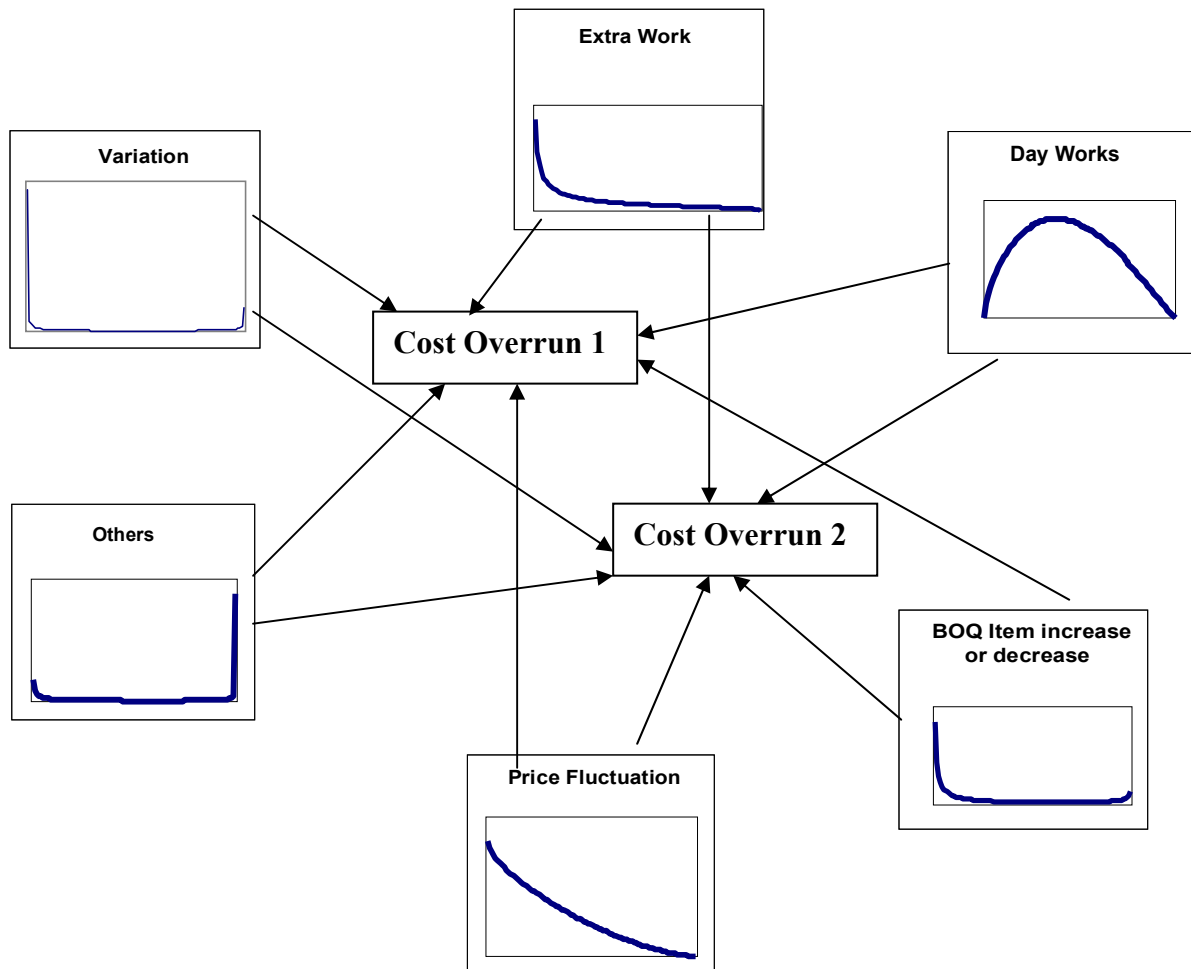 Extra Work
Variation
Day Works
Cost Overrun 1
Others
Cost Overrun 2
BOQ Item increase
or decrease
Price Fluctuation